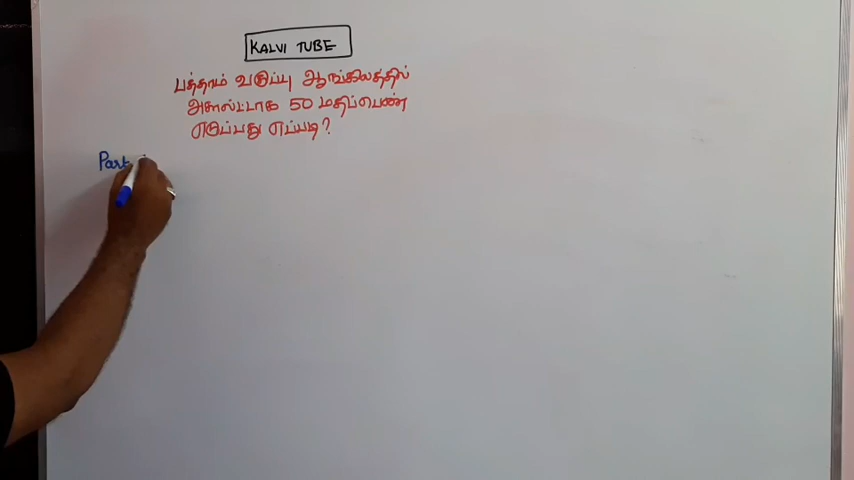 KALVI TUBE
பத்தாம் வகுப்பு ஆங்கிலத்தில்
அசால்ட்டாக 50 மதிப்பெண்
எடுப்பது எப்படி?
Part